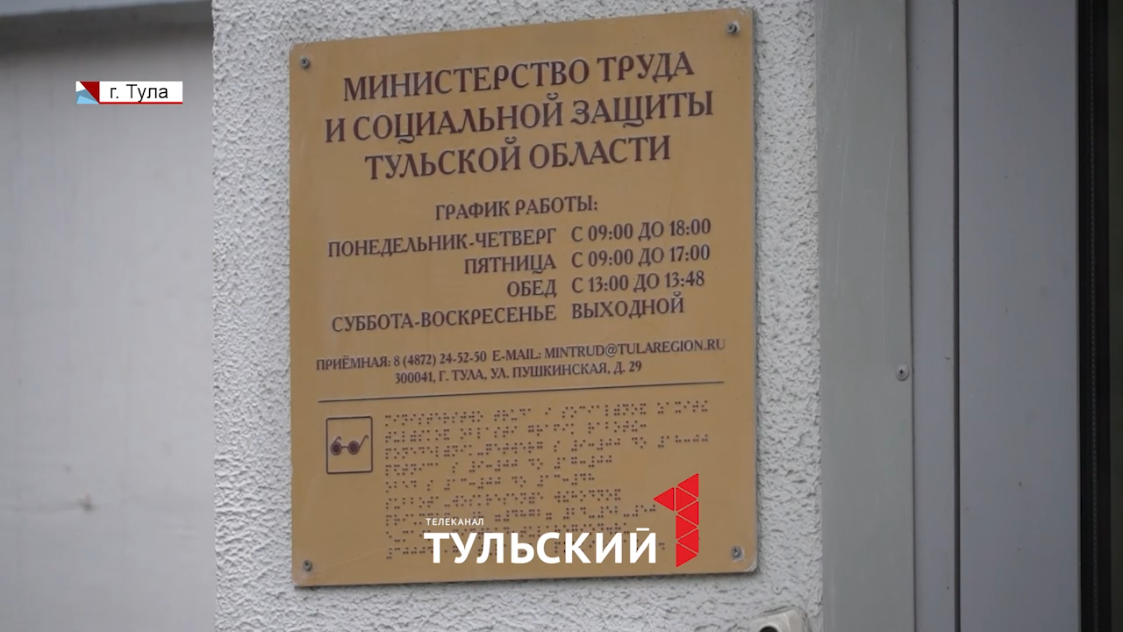 г. Тула
МИНИСТЕРСТВО ТРУДА
И СОЦИАЛЬНОЙ ЗАЩИТЫ
ТУЛЬСКОЙ ОБЛАСТИ
ГРАФИК РАБОТЫ:
ПОНЕДЕЛЬНИК-ЧЕТВЕРГ С 09:00 ДО 18:00
ПЯТНИЦА С 09:00 ДО 17:00
ОБЕД С 13:00 ДО 13:48
СУББОТА-ВОСКРЕСЕНЬЕ ВЫХОДНОЙ
ПРИЁМНАЯ: 8 (4872) 24-52-50 E-MAIL: MINTRUD@TULAREGION.RU
300041, Г. ТУЛА, УЛ. ПУШКИНСКАЯ, Д. 29
ТЕЛЕКАНАЛ
ТУЛЬСКИЙ 1